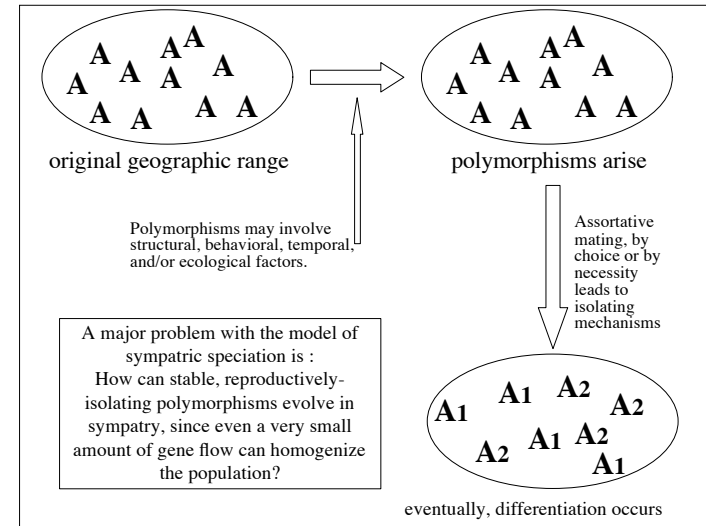 A A A A A A A A A A A
original geographic range
A A A A A A A A A A A
polymorphisms arise
Polymorphisms may involve
structural, behavioral, temporal,
and/or ecological factors.
Assortative
mating, by
choice or by
necessity
leads to
isolating
mechanisms
A major problem with the model of
sympatric speciation is :
How can stable, reproductively-
isolating polymorphisms evolve in
sympatry, since even a very small
amount of gene flow can homogenize
the population?
A1 A1 A2 A2
A2 A1 A2 A1
eventually, differentiation occurs